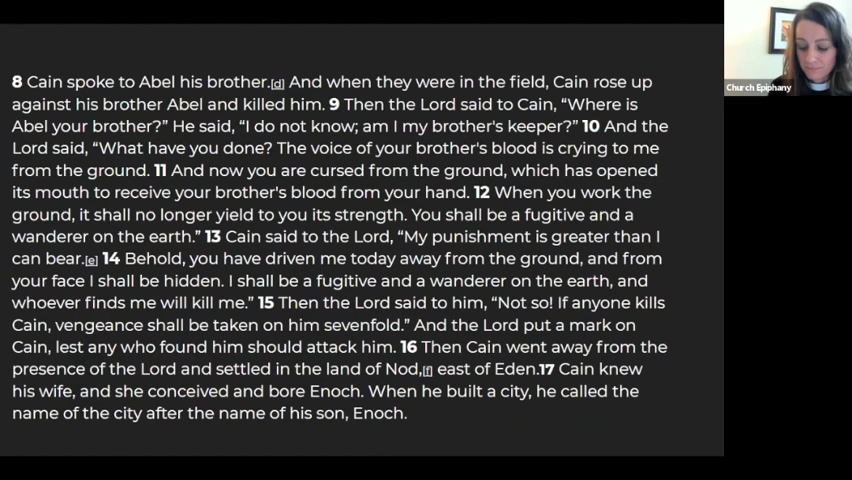 8 Cain spoke to Abel his brother.[d] And when they were in the field, Cain rose up
against his brother Abel and killed him. 9 Then the Lord said to Cain, “Where is
Abel your brother?” He said, “I do not know; am I my brother's keeper?” 10 And the
Lord said, “What have you done? The voice of your brother's blood is crying to me
from the ground. 11 And now you are cursed from the ground, which has opened
its mouth to receive your brother's blood from your hand. 12 When you work the
ground, it shall no longer yield to you its strength. You shall be a fugitive and a
wanderer on the earth.” 13 Cain said to the Lord, “My punishment is greater than I
can bear.[e] 14 Behold, you have driven me today away from the ground, and from
your face I shall be hidden. I shall be a fugitive and a wanderer on the earth, and
whoever finds me will kill me.” 15 Then the Lord said to him, “Not so! If anyone kills
Cain, vengeance shall be taken on him sevenfold.” And the Lord put a mark on
Cain, lest any who found him should attack him. 16 Then Cain went away from the
presence of the Lord and settled in the land of Nod,[f] east of Eden.17 Cain knew
his wife, and she conceived and bore Enoch. When he built a city, he called the
name of the city after the name of his son, Enoch.
Church Epiphany